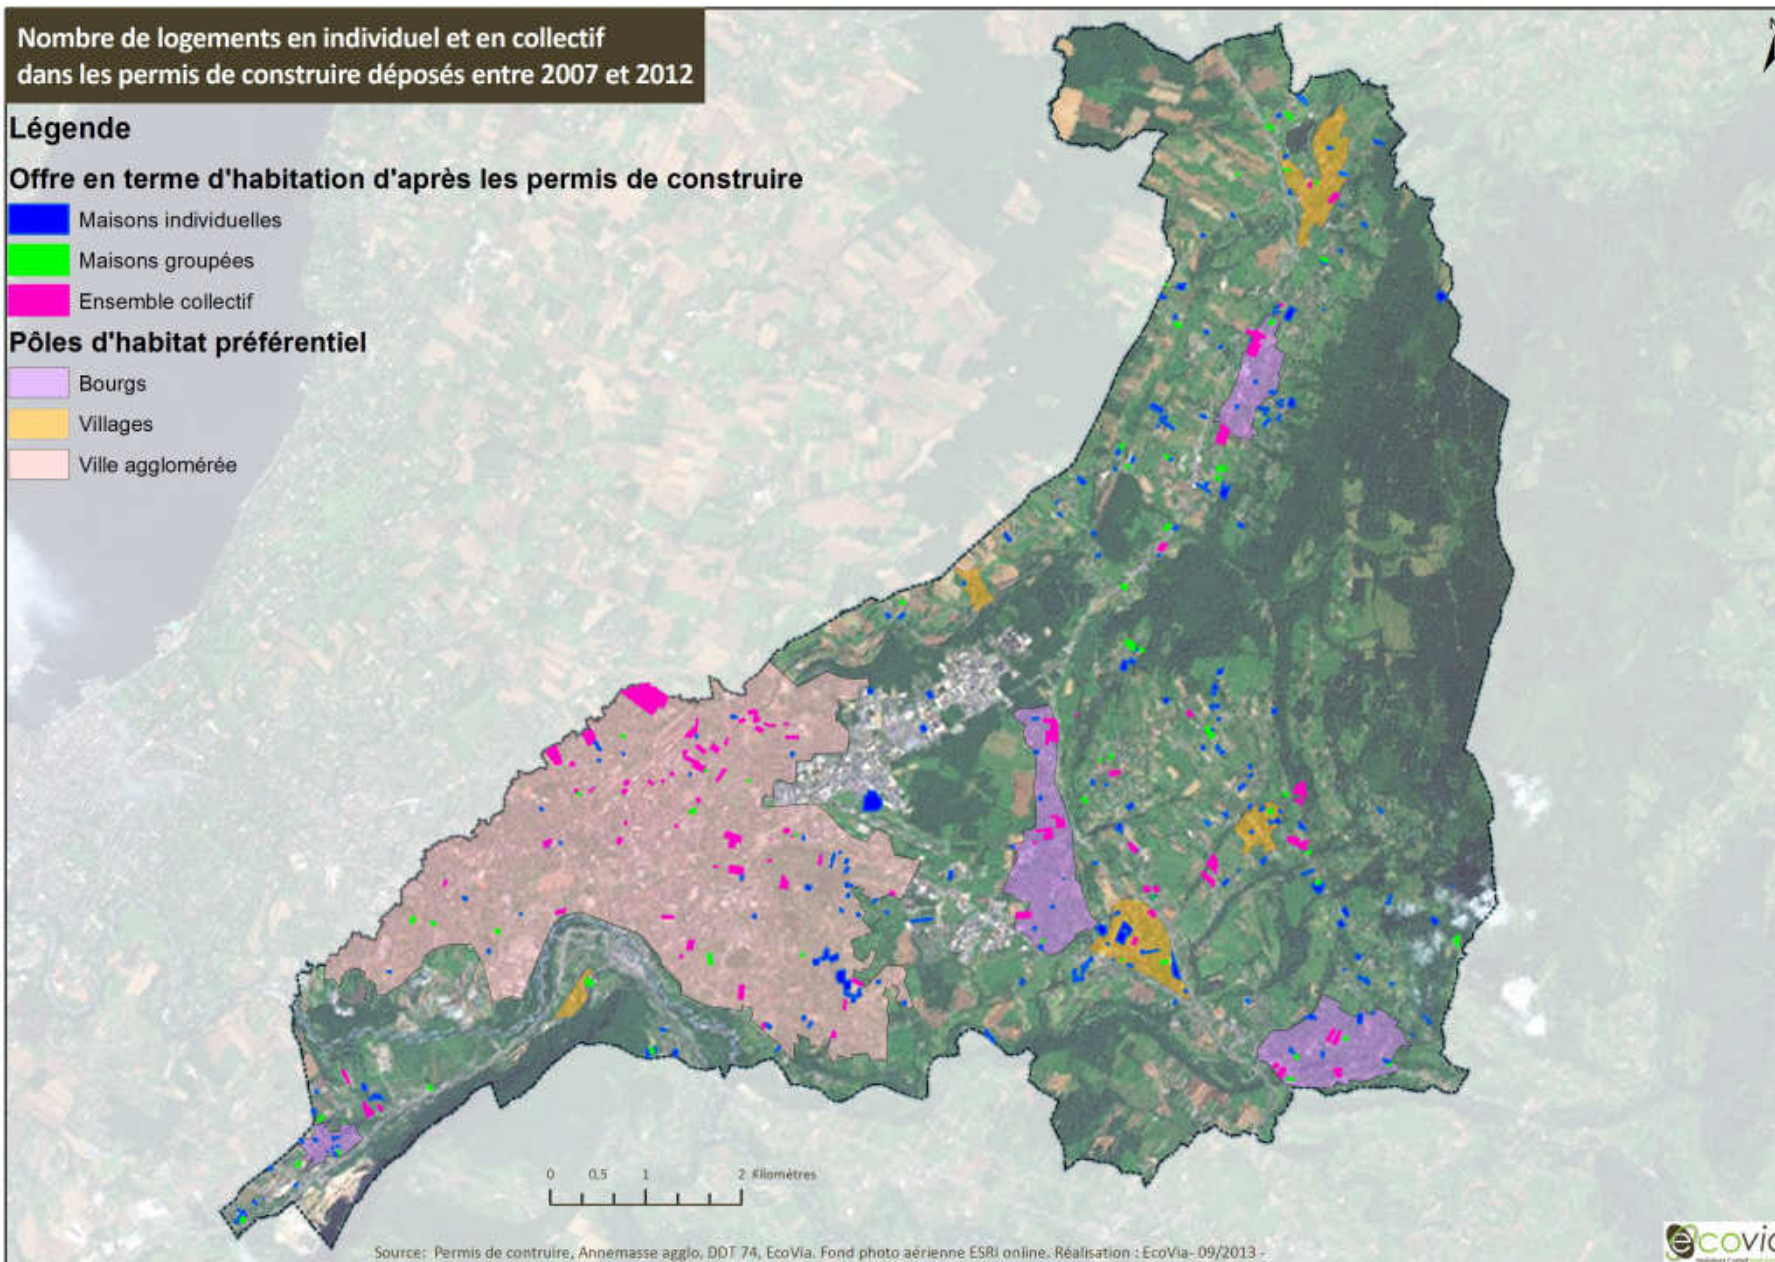 Nombre de logements en individuel et en collectif
dans les permis de construire déposés entre 2007 et 2012
Légende
Offre en terme d'habitation d'après les permis de construire
Maisons individuelles
Maisons groupées
Ensemble collectif
Pôles d'habitat préférentiel
Bourgs
Villages
Ville agglomérée
0 0,5 1 2 Kilomètres
Source: Permis de contruire, Annemasse agglo, DDT 74, EcoVia. Fond photo aérienne ESRI online. Réalisation : EcoVia- 09/2013 -
ecovia